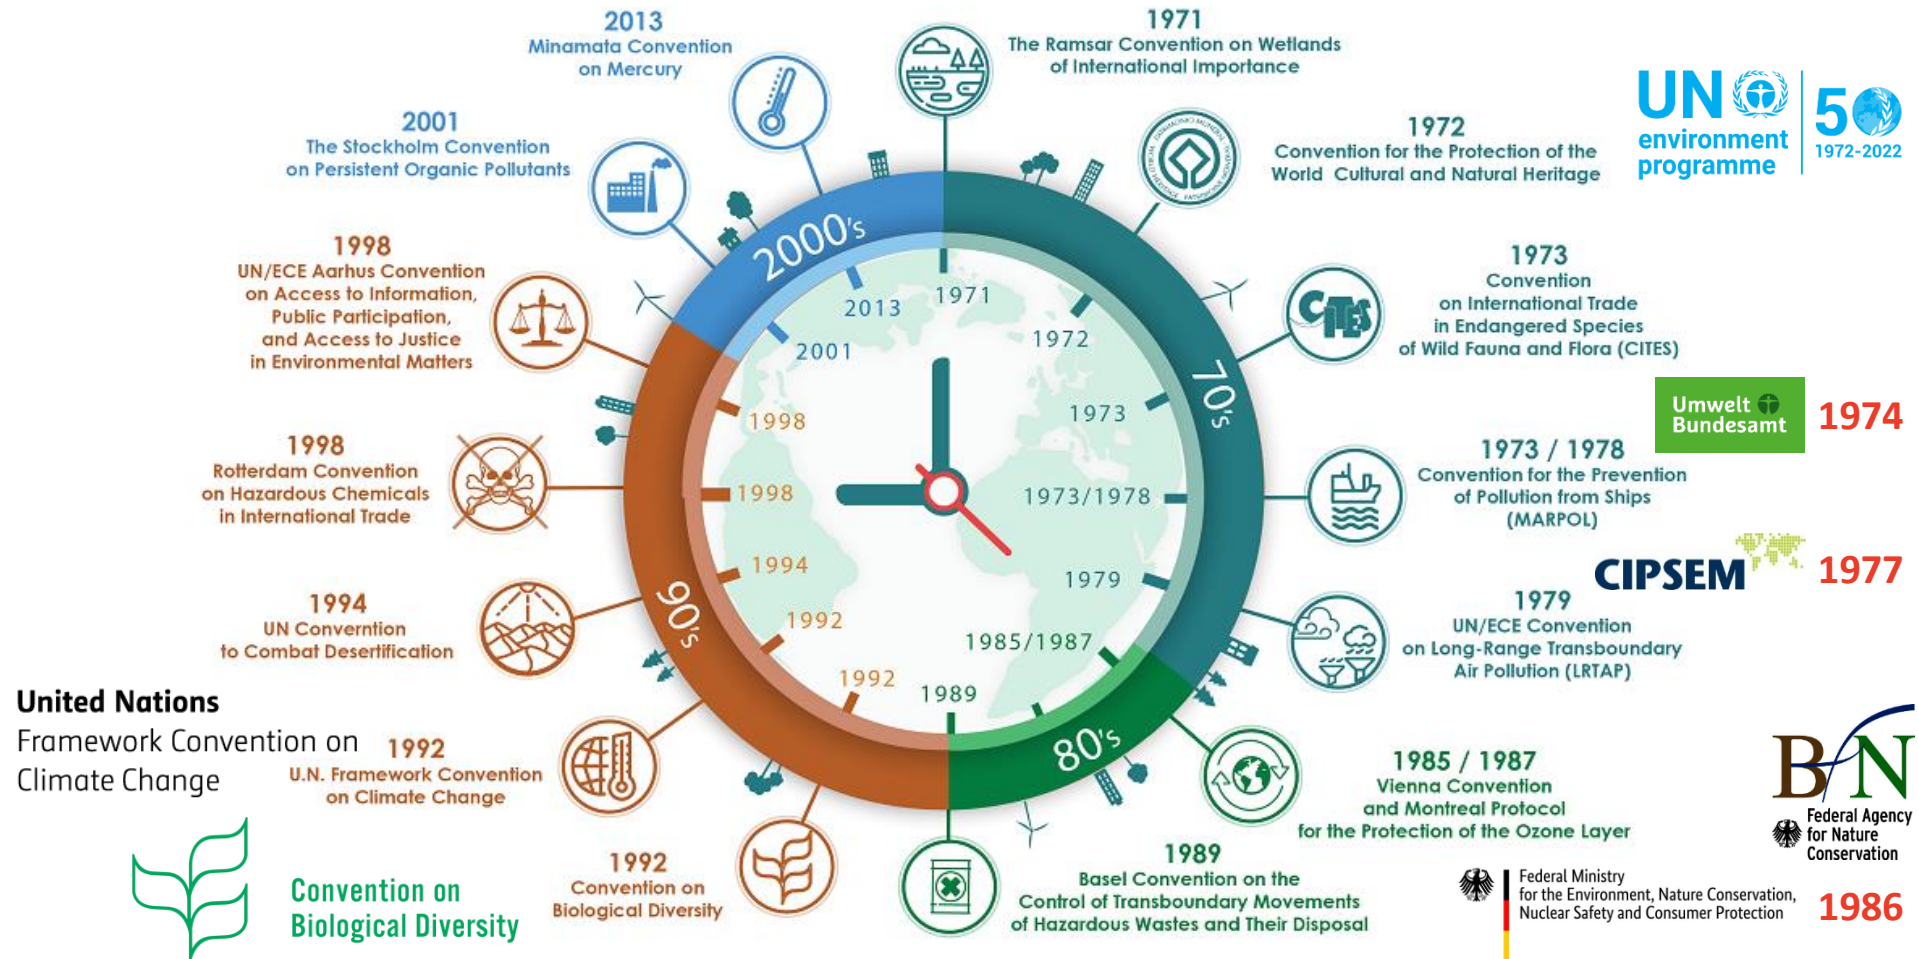 2013
Minamata Convention
on Mercury
1971
The Ramsar Convention on Wetlands
of International Importance
UN
environment
programme
50
1972-2022
2001
The Stockholm Convention
on Persistent Organic Pollutants
1972
Convention for the Protection of the
World Cultural and Natural Heritage
1998
UN/ECE Aarhus Convention
on Access to Information,
Public Participation,
and Access to Justice
in Environmental Matters
1973
Convention
on International Trade
in Endangered Species
of Wild Fauna and Flora (CITES)
CITES
Umwelt
Bundesamt
1974
1998
Rotterdam Convention
on Hazardous Chemicals
in International Trade
1973 / 1978
Convention for the Prevention
of Pollution from Ships
(MARPOL)
CIPSEM
1977
1994
UN Converntion
to Combat Desertification
1979
UN/ECE Convention
on Long-Range Transboundary
Air Pollution (LRTAP)
United Nations
Framework Convention on
Climate Change
1992
U.N. Framework Convention
on Climate Change
1985 / 1987
Vienna Convention
and Montreal Protocol
for the Protection of the Ozone Layer
BfN
Federal Agency
for Nature
Conservation
Convention on
Biological Diversity
1992
Convention on
Biological Diversity
1989
Basel Convention on the
Control of Transboundary Movements
of Hazardous Wastes and Their Disposal
Federal Ministry
for the Environment, Nature Conservation,
Nuclear Safety and Consumer Protection
1986
2000's
70's
80's
90's
1971
1972
1973
1973/1978
1979
1985/1987
1989
1992
1992
1994
1998
1998
2001
2013